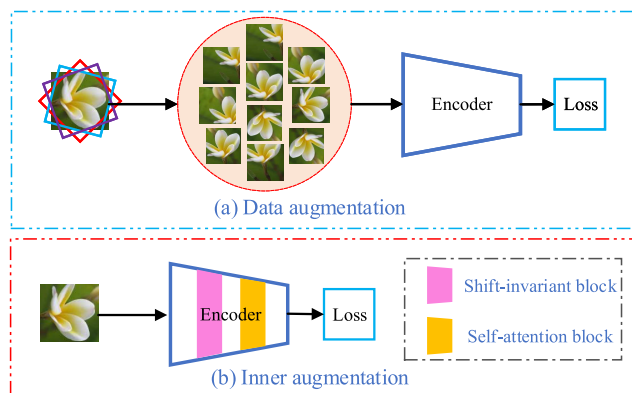 Encoder
Loss
(a) Data augmentation
Encoder
Loss
Shift-invariant block
Self-attention block
(b) Inner augmentation